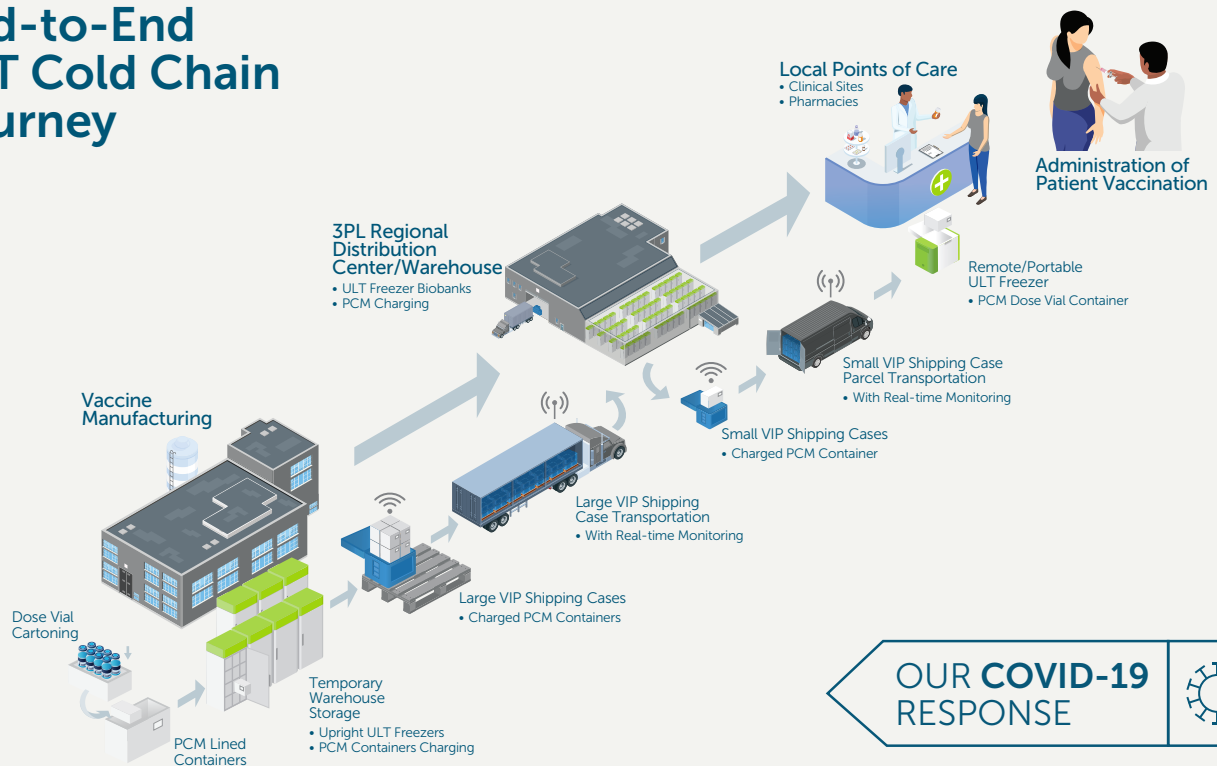 d-to-End
T Cold Chain
urney
Local Points of Care
• Clinical Sites
• Pharmacies
Administration of
Patient Vaccination
3PL Regional
Distribution
Center/Warehouse
• ULT Freezer Biobanks
• PCM Charging
Remote/Portable
ULT Freezer
• PCM Dose Vial Container
Small VIP Shipping Case
Parcel Transportation
• With Real-time Monitoring
Vaccine
Manufacturing
Small VIP Shipping Cases
• Charged PCM Container
Large VIP Shipping
Case Transportation
• With Real-time Monitoring
Large VIP Shipping Cases
• Charged PCM Containers
Dose Vial
Cartoning
Temporary
Warehouse
Storage
• Upright ULT Freezers
• PCM Containers Charging
PCM Lined
Containers
OUR COVID-19
RESPONSE